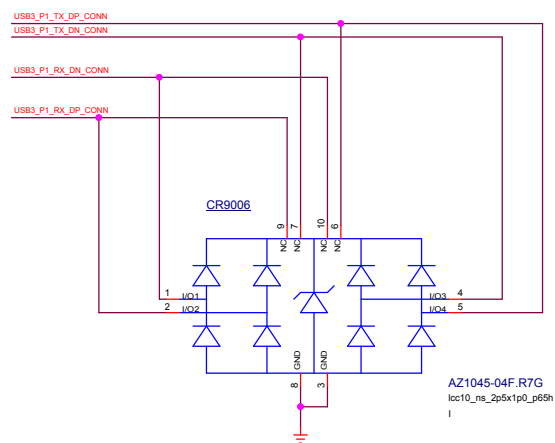 USB3_P1_TX_DP_CONN
USB3_P1_TX_DN_CONN
USB3_P1_RX_DN_CONN
USB3_P1_RX_DP_CONN
CR9006
9 7 10 6
NC NC NC NC
1 I/O1 I/O3 4
2 I/O2 I/O4 5
GND GND
8 3
AZ1045-04F.R7G
lcc10_ns_2p5x1p0_p65h
I